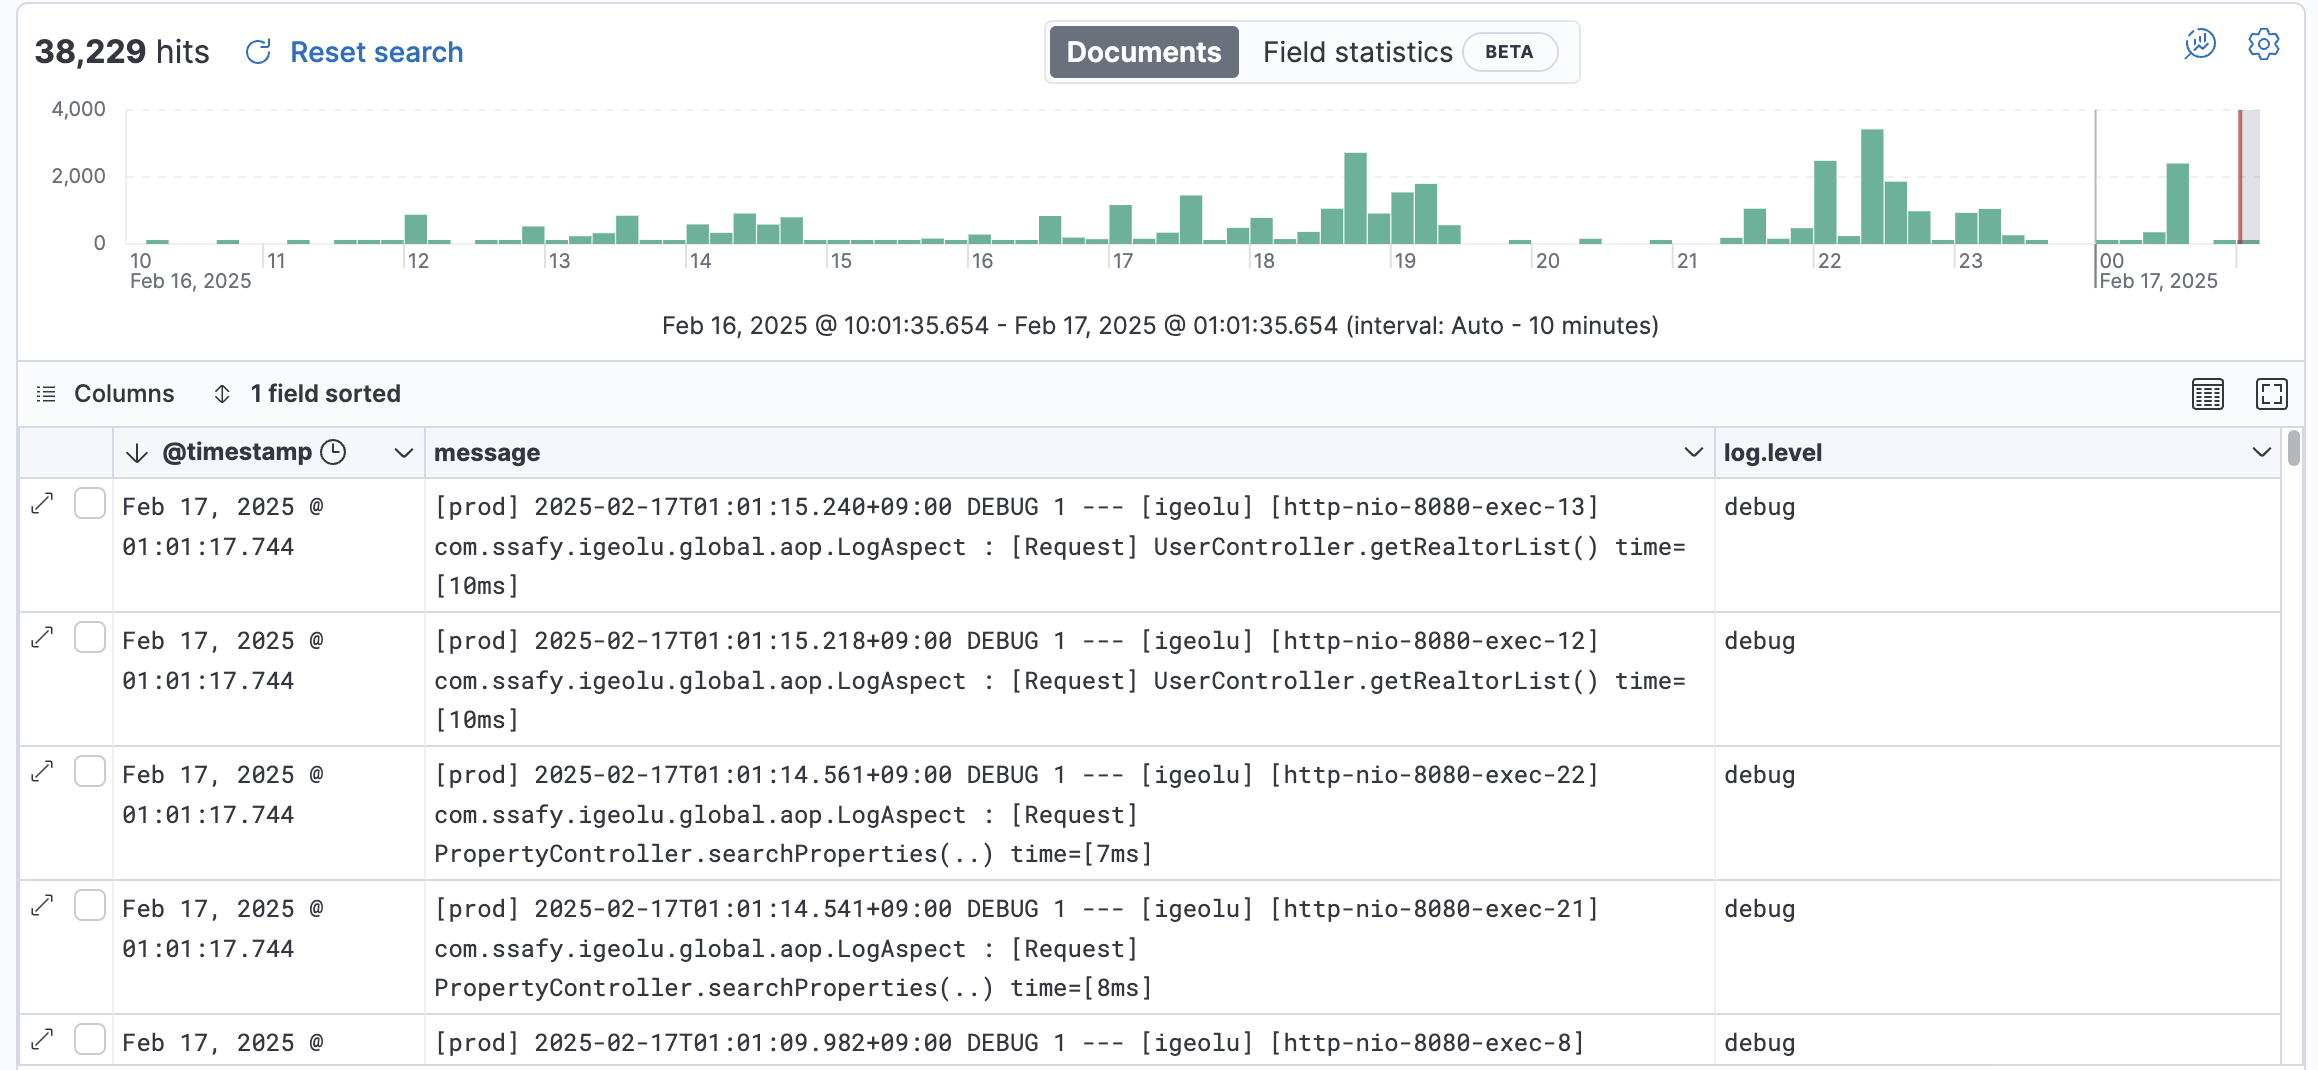 38,229 hits Reset search Documents Field statistics BETA
4,000
2,000
0
10 11 12 13 14 15 16 17 18 19 20 21 22 23 00
Feb 16, 2025 Feb 17, 2025
Feb 16, 2025 @ 10:01:35.654 - Feb 17, 2025 @ 01:01:35.654 (interval: Auto - 10 minutes)
Columns 1 field sorted
@timestamp message log.level
Feb 17, 2025 @ [prod] 2025-02-17T01:01:15.240+09:00 DEBUG 1 --- [igeolu] [http-nio-8080-exec-13] debug
01:01:17.744 com.ssafy.igeolu.global.aop.LogAspect : [Request] UserController.getRealtorList() time=
[10ms]
Feb 17, 2025 @ [prod] 2025-02-17T01:01:15.218+09:00 DEBUG 1 --- [igeolu] [http-nio-8080-exec-12] debug
01:01:17.744 com.ssafy.igeolu.global.aop.LogAspect : [Request] UserController.getRealtorList() time=
[10ms]
Feb 17, 2025 @ [prod] 2025-02-17T01:01:14.561+09:00 DEBUG 1 --- [igeolu] [http-nio-8080-exec-22] debug
01:01:17.744 com.ssafy.igeolu.global.aop.LogAspect : [Request]
PropertyController.searchProperties(..) time=[7ms]
Feb 17, 2025 @ [prod] 2025-02-17T01:01:14.541+09:00 DEBUG 1 --- [igeolu] [http-nio-8080-exec-21] debug
01:01:17.744 com.ssafy.igeolu.global.aop.LogAspect : [Request]
PropertyController.searchProperties(..) time=[8ms]
Feb 17, 2025 @ [prod] 2025-02-17T01:01:09.982+09:00 DEBUG 1 --- [igeolu] [http-nio-8080-exec-8] debug